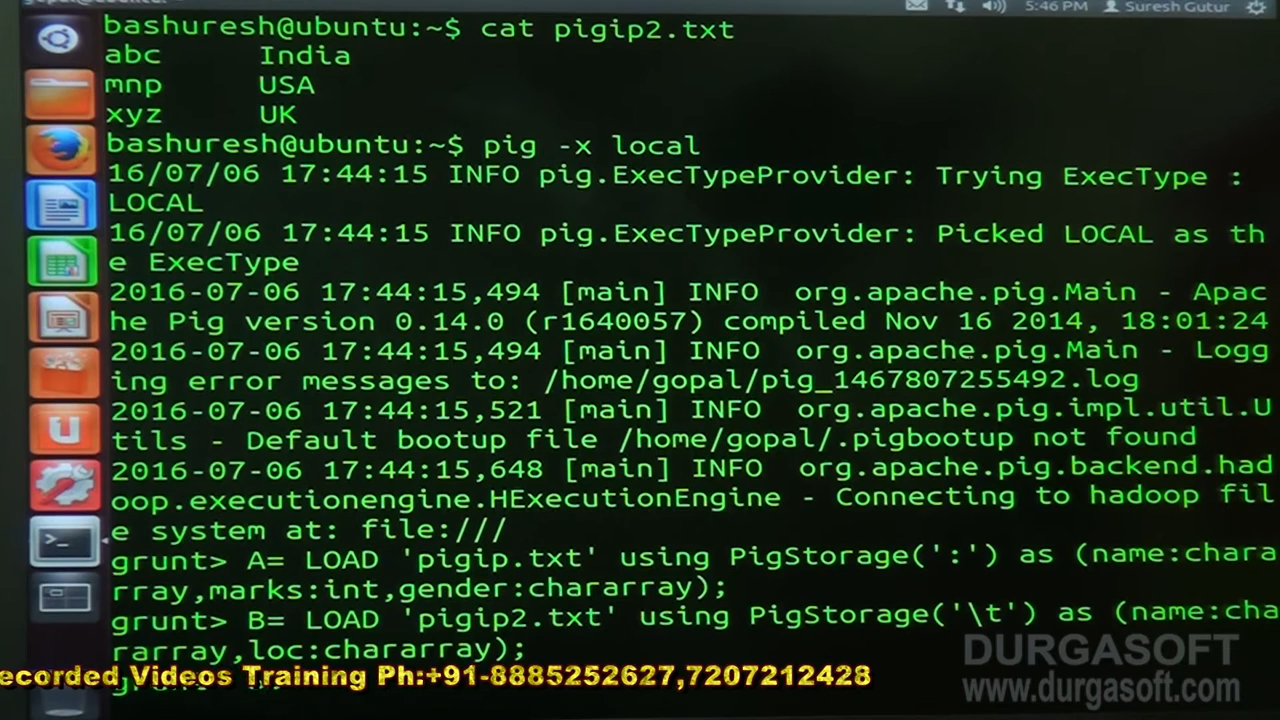 5:46 PM Suresh Gutur
bashuresh@ubuntu:~$ cat pigip2.txt
abc India
mnp USA
xyz UK
bashuresh@ubuntu:~$ pig -x local
16/07/06 17:44:15 INFO pig.ExecTypeProvider: Trying ExecType :
LOCAL
16/07/06 17:44:15 INFO pig.ExecTypeProvider: Picked LOCAL as th
e ExecType
2016-07-06 17:44:15,494 [main] INFO org.apache.pig.Main - Apac
he Pig version 0.14.0 (r1640057) compiled Nov 16 2014, 18:01:24
2016-07-06 17:44:15,494 [main] INFO org.apache.pig.Main - Logg
ing error messages to: /home/gopal/pig_1467807255492.log
2016-07-06 17:44:15,521 [main] INFO org.apache.pig.impl.util.U
tils - Default bootup file /home/gopal/.pigbootup not found
2016-07-06 17:44:15,648 [main] INFO org.apache.pig.backend.had
oop.executionengine.HExecutionEngine - Connecting to hadoop fil
e system at: file:///
grunt> A= LOAD 'pigip.txt' using PigStorage(':') as (name:chara
rray,marks:int,gender:chararray);
grunt> B= LOAD 'pigip2.txt' using PigStorage('\t') as (name:cha
rarray,loc:chararray);
ecorded Videos Training Ph:+91-8885252627,7207212428
DURGASOFT
www.durgasoft.com